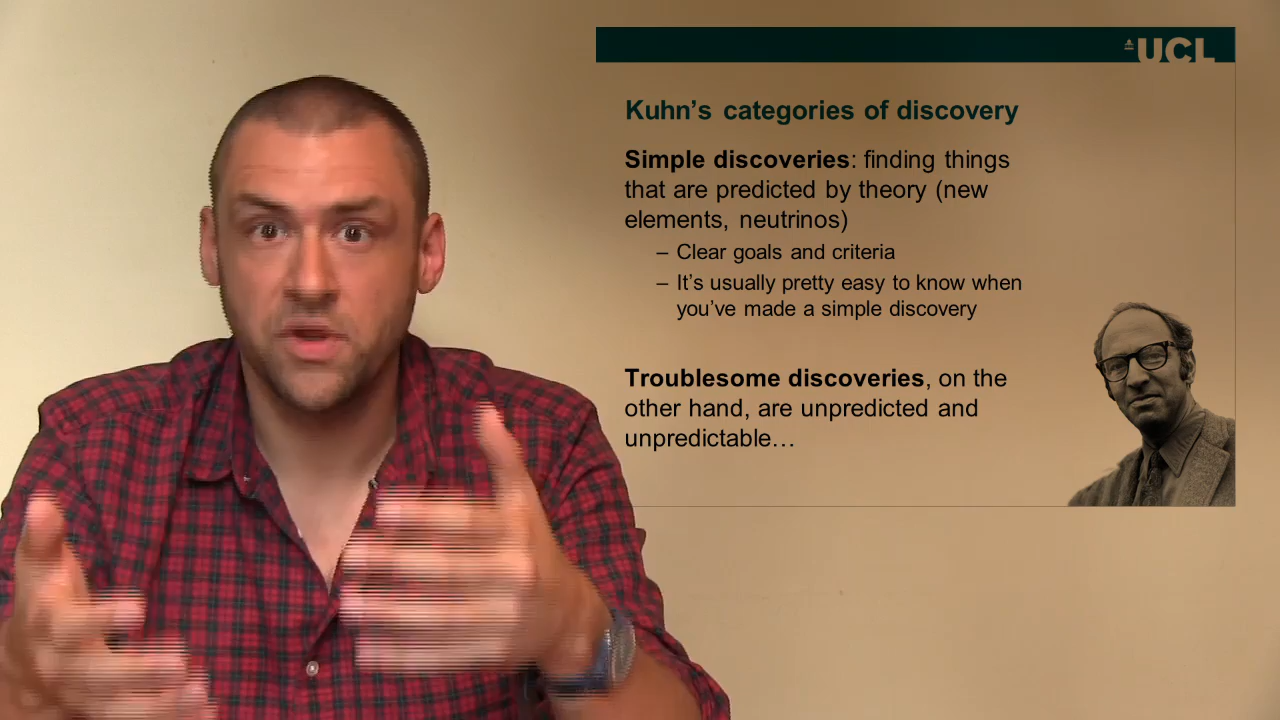 UCL
Kuhn’s categories of discovery
Simple discoveries: finding things
that are predicted by theory (new
elements, neutrinos)
– Clear goals and criteria
– It’s usually pretty easy to know when
you’ve made a simple discovery
Troublesome discoveries, on the
other hand, are unpredicted and
unpredictable…